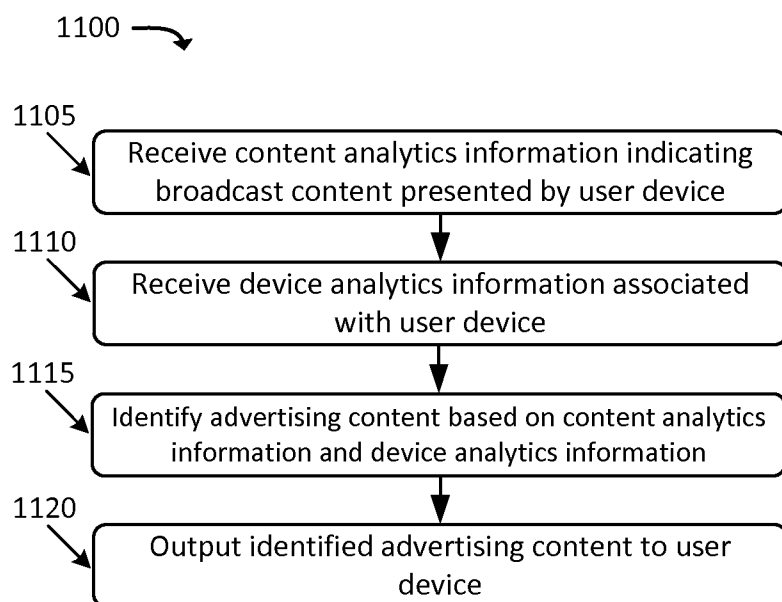 1100
1105
Receive content analytics information indicating
broadcast content presented by user device
1110
Receive device analytics information associated
with user device
1115
Identify advertising content based on content analytics
information and device analytics information
1120
Output identified advertising content to user
device